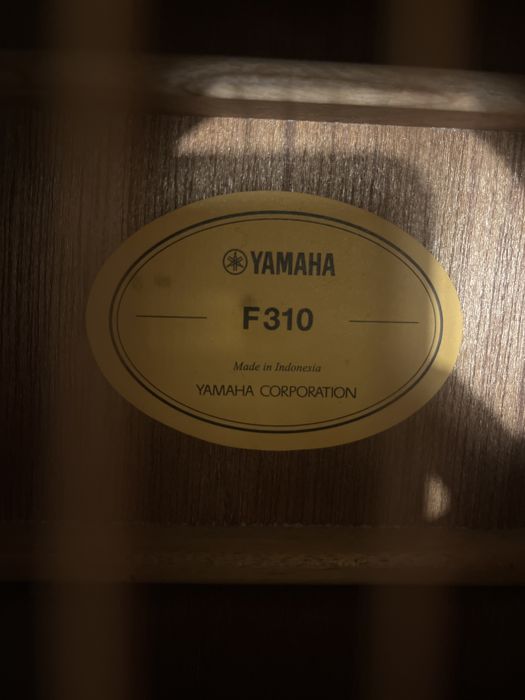 YAMAHA
F310
Made in Indonesia
YAMAHA CORPORATION